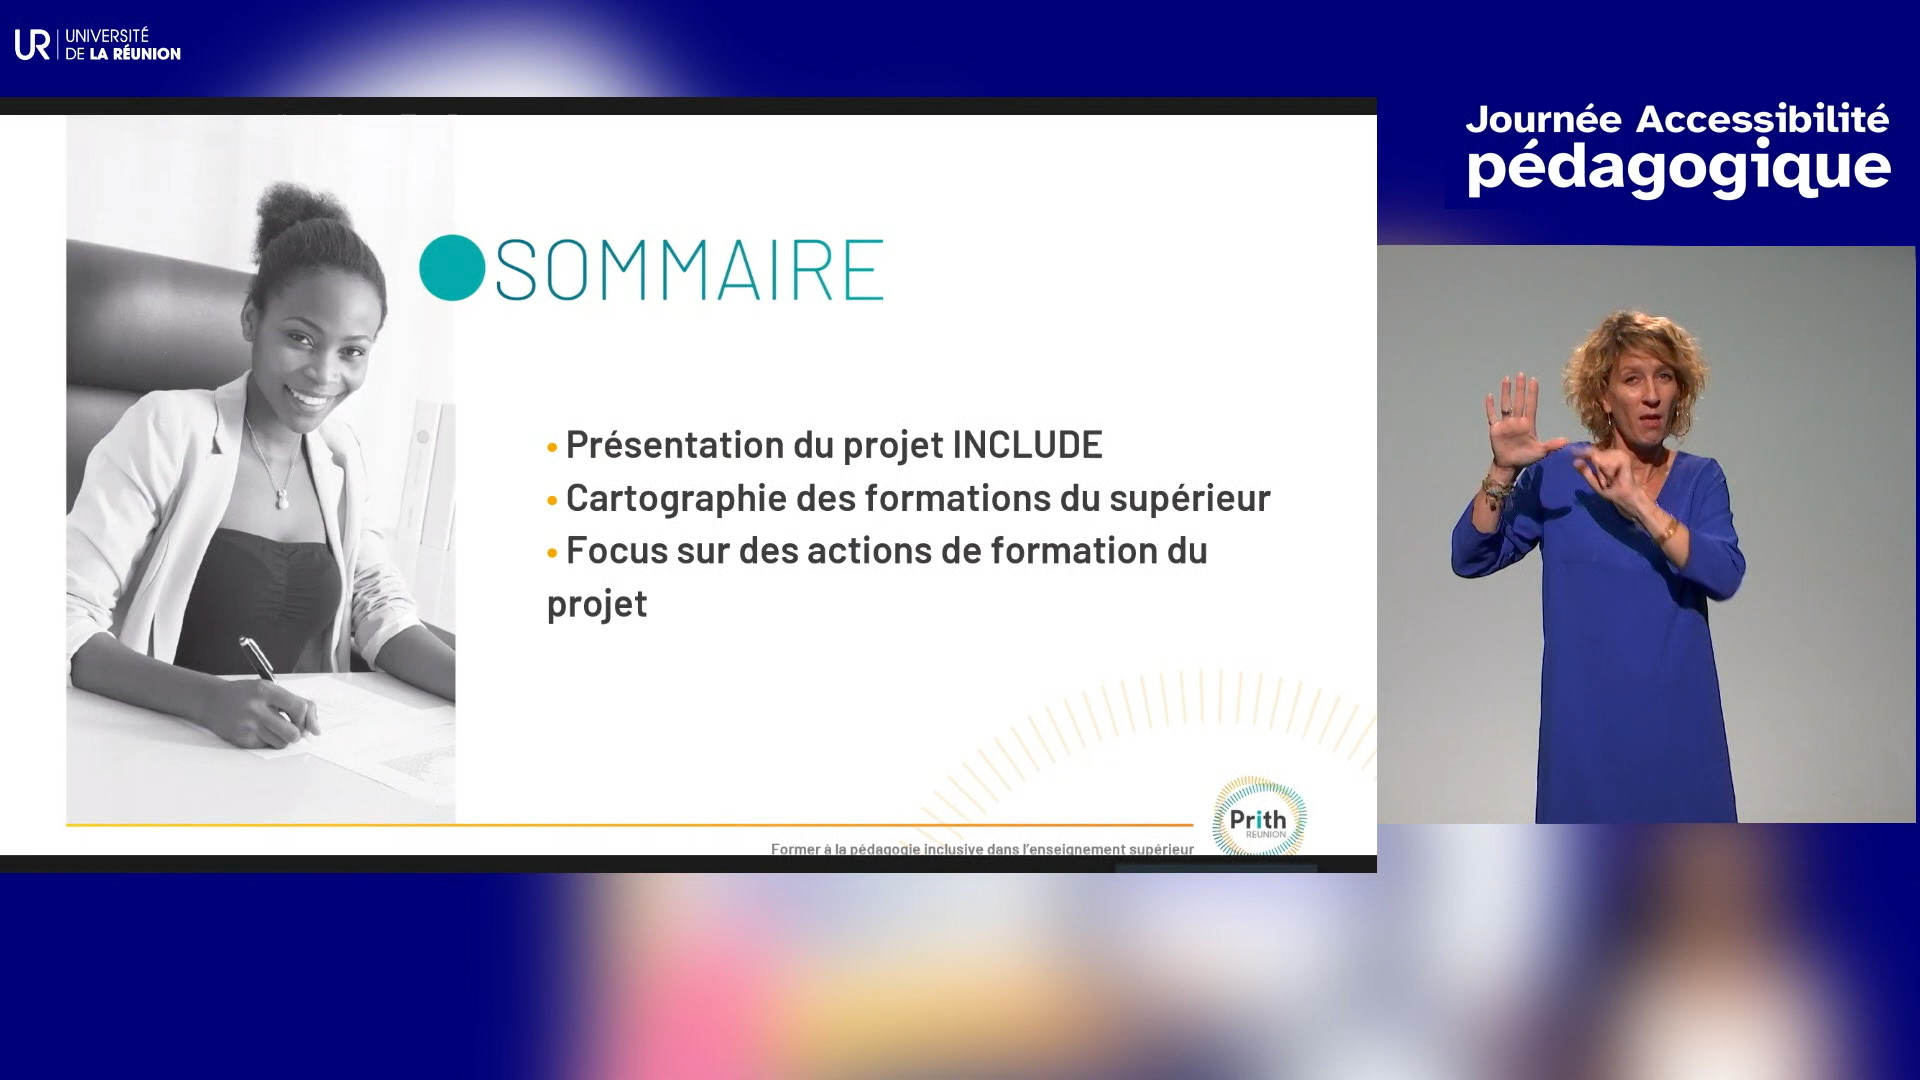 UR UNIVERSITÉ
DE LA RÉUNION
Journée Accessibilité
pédagogique
SOMMAIRE
• Présentation du projet INCLUDE
• Cartographie des formations du supérieur
• Focus sur des actions de formation du
projet
Prith
RÉUNION
Former à la pédagogie inclusive dans l'enseignement supérieur